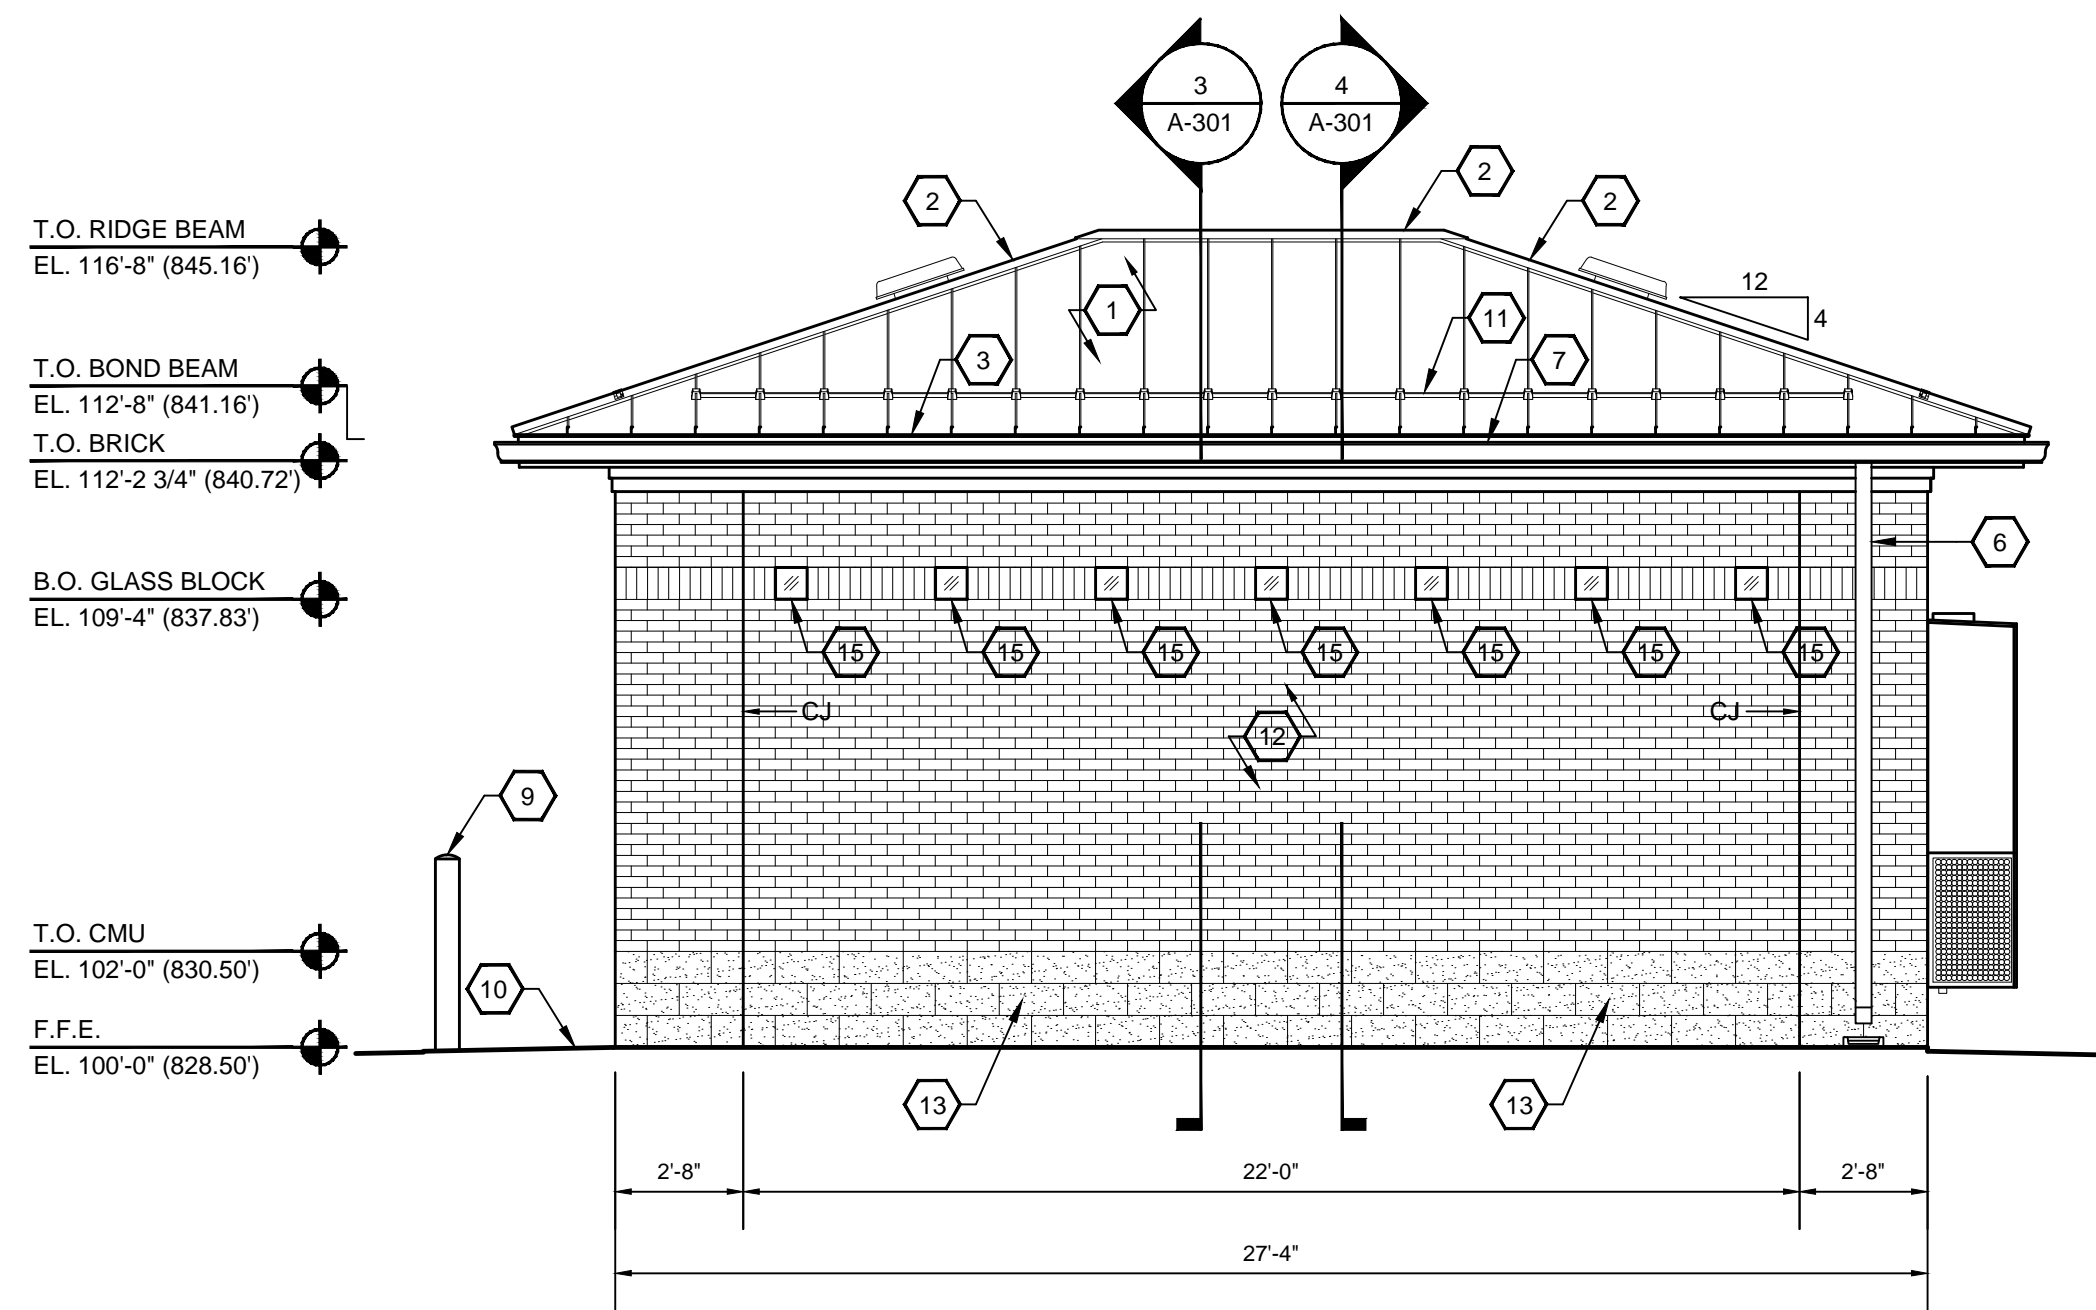 3
A-301
4
A-301
2
2
2
T.O. RIDGE BEAM
EL. 116'-8" (845.16')
12
4
1
11
3
7
T.O. BOND BEAM
EL. 112'-8" (841.16')
T.O. BRICK
EL. 112'-2 3/4" (840.72')
6
B.O. GLASS BLOCK
EL. 109'-4" (837.83')
15
15
15
15
15
15
15
CJ
CJ
12
9
T.O. CMU
EL. 102'-0" (830.50')
10
F.F.E.
EL. 100'-0" (828.50')
13
13
2'-8"
22'-0"
2'-8"
27'-4"